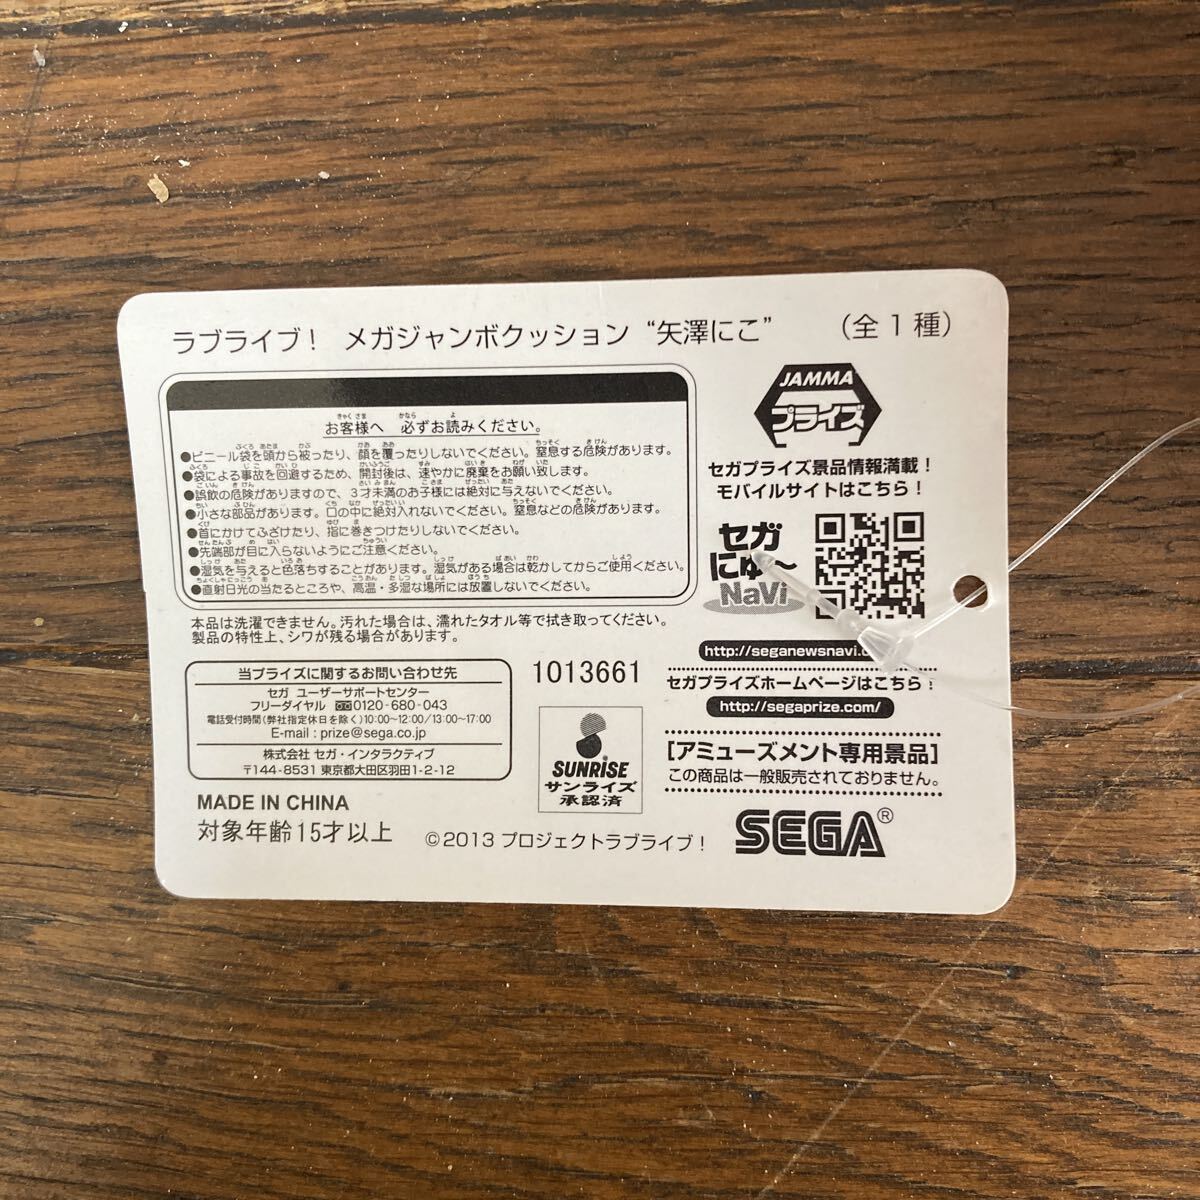 ラブライブ！ メガジャンボクッション “矢澤にこ” （全1種）
お客様へ 必ずお読みください。
●ビニール袋を頭から被ったり、顔を覆ったりしないでください。窒息する危険があります。
●袋による事故を回避するため、開封後は、速やかに廃棄をお願い致します。
●誤飲の危険がありますので、3才未満のお子様には絶対に与えないでください。
●小さな部品があります。口の中に絶対入れないでください。窒息などの危険があります。
●首にかけてふざけたり、指に巻きつけたりしないでください。
●先端部が目に入らないようにご注意ください。
●湿気を与えると色落ちすることがあります。湿気がある場合は乾かしてからご使用ください。
●直射日光の当たるところや、高温・多湿な場所には放置しないでください。
本品は洗濯できません。汚れた場合は、濡れたタオル等で拭き取ってください。
製品の特性上、シワが残る場合があります。
当プライズに関するお問い合わせ先
セガ ユーザーサポートセンター
フリーダイヤル 0120-680-043
電話受付時間（弊社指定休日を除く）10:00～12:00/13:00～17:00
E-mail : prize@sega.co.jp
株式会社 セガ・インタラクティブ
〒144-8531 東京都大田区羽田1-2-12
MADE IN CHINA
対象年齢15才以上
1013661
SUNRISE
サンライズ
承認済
©2013 プロジェクトラブライブ！
JAMMA
プライズ
セガプライズ景品情報満載！
モバイルサイトはこちら！
セガ
にゅ～
NaVi
http://seganewsnavi.
セガプライズホームページはこちら！
http://segaprize.com/
［アミューズメント専用景品］
この商品は一般販売されておりません。
SEGA®